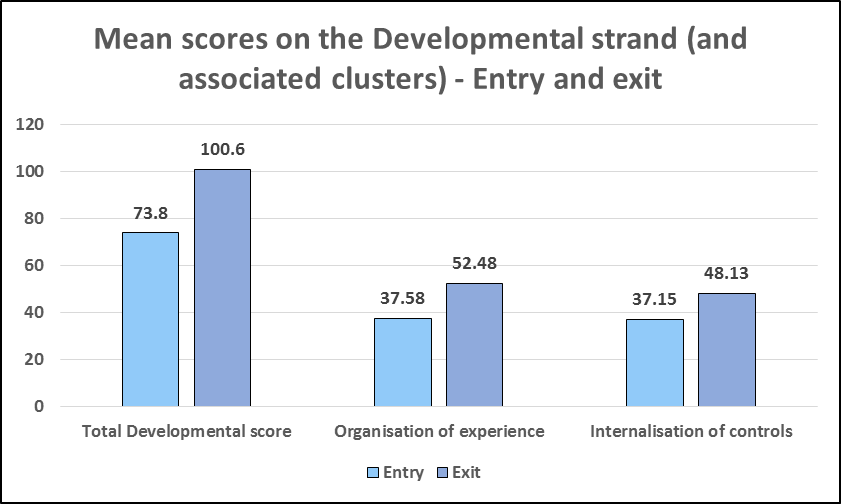 Mean scores on the Developmental strand (and
associated clusters) - Entry and exit
120
100
80
60
40
20
0
73.8
100.6
37.58
52.48
37.15
48.13
Total Developmental score
Organisation of experience
Internalisation of controls
Entry
Exit